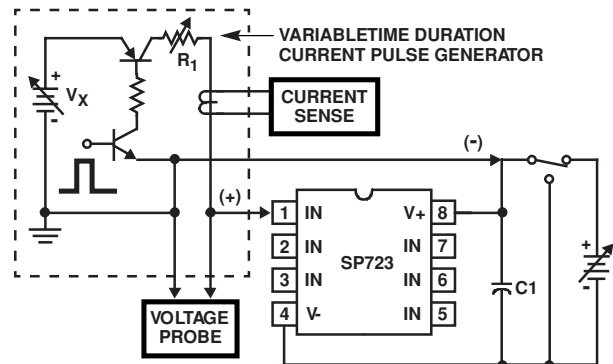 VARIABLETIME DURATION
CURRENT PULSE GENERATOR
R1
+
VX
-
CURRENT
SENSE
(-)
(+)
1 IN V+ 8
2 IN IN 7
SP723
3 IN IN 6
4 V- IN 5
C1
+
-
VOLTAGE
PROBE